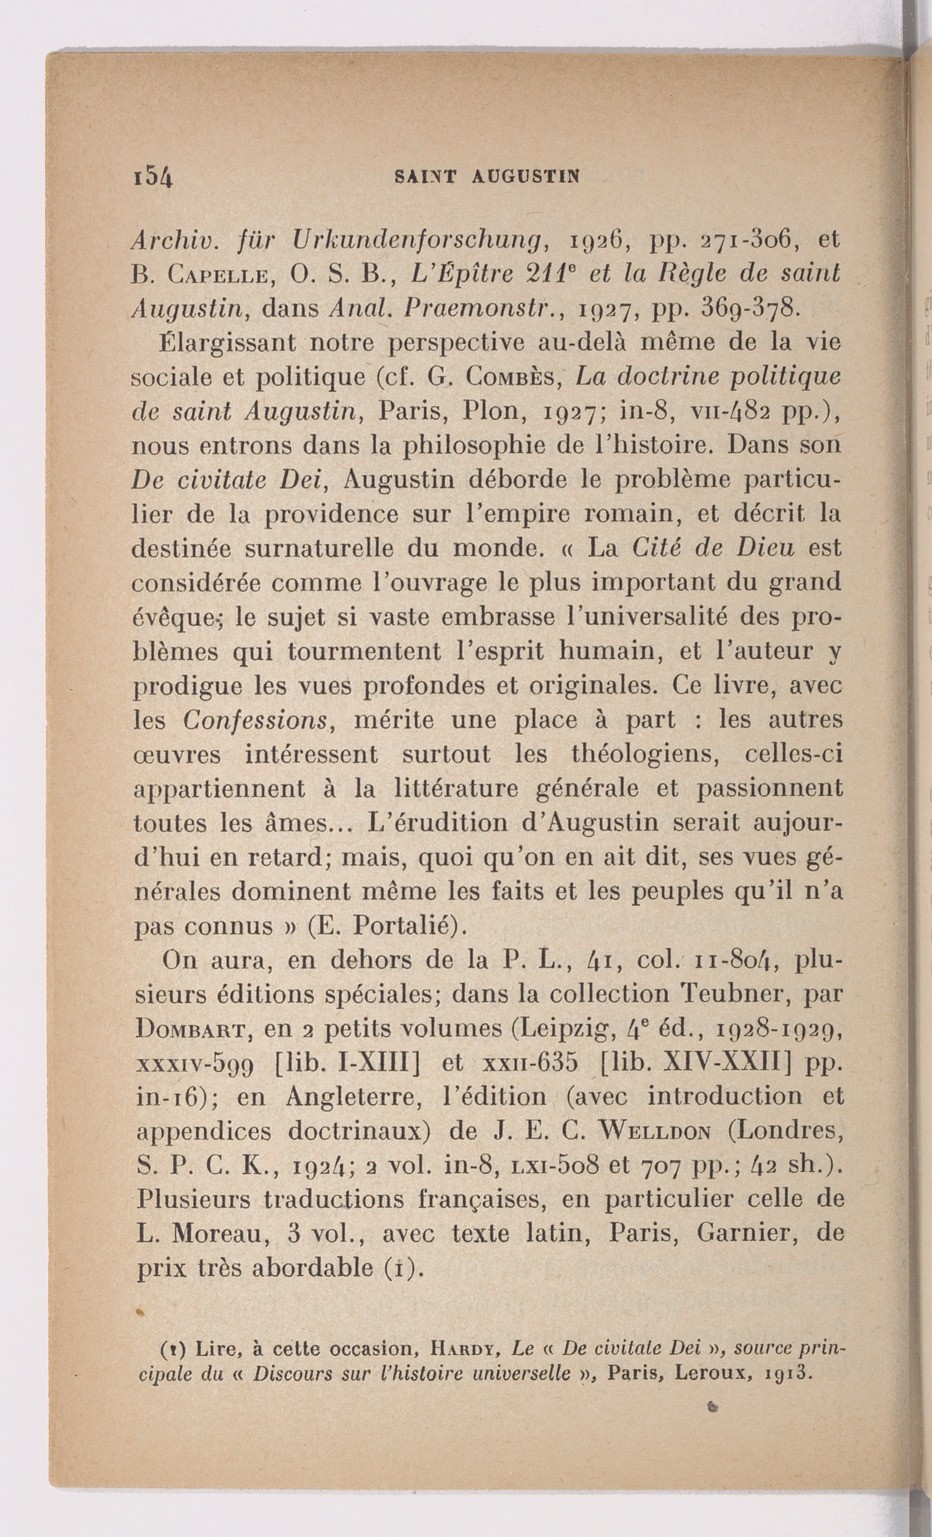 154 SAINT AUGUSTIN
Archiv. für Urkundenforschung, 1926, pp. 271-306, et
B. CAPELLE, O. S. B., L'Épître 211e et la Règle de saint
Augustin, dans Anal. Praemonstr., 1927, pp. 369-378.
Élargissant notre perspective au-delà même de la vie
sociale et politique (cf. G. COMBÈS, La doctrine politique
de saint Augustin, Paris, Plon, 1927; in-8, VII-482 pp.),
nous entrons dans la philosophie de l'histoire. Dans son
De civitate Dei, Augustin déborde le problème particu-
lier de la providence sur l'empire romain, et décrit la
destinée surnaturelle du monde. « La Cité de Dieu est
considérée comme l'ouvrage le plus important du grand
évêque; le sujet si vaste embrasse l'universalité des pro-
blèmes qui tourmentent l'esprit humain, et l'auteur y
prodigue les vues profondes et originales. Ce livre, avec
les Confessions, mérite une place à part : les autres
œuvres intéressent surtout les théologiens, celles-ci
appartiennent à la littérature générale et passionnent
toutes les âmes... L'érudition d'Augustin serait aujour-
d'hui en retard; mais, quoi qu'on en ait dit, ses vues gé-
nérales dominent même les faits et les peuples qu'il n'a
pas connus » (E. Portalié).
On aura, en dehors de la P. L., 41, col. 11-804, plu-
sieurs éditions spéciales; dans la collection Teubner, par
DOMBART, en 2 petits volumes (Leipzig, 4e éd., 1928-1929,
XXXIV-599 [lib. I-XIII] et XXII-635 [lib. XIV-XXII] pp.
in-16); en Angleterre, l'édition (avec introduction et
appendices doctrinaux) de J. E. C. WELLDON (Londres,
S. P. C. K., 1924; 2 vol. in-8, LXI-508 et 707 pp.; 42 sh.).
Plusieurs traductions françaises, en particulier celle de
L. Moreau, 3 vol., avec texte latin, Paris, Garnier, de
prix très abordable (1).
(1) Lire, à cette occasion, HARDY, Le « De civitate Dei », source prin-
cipale du « Discours sur l'histoire universelle », Paris, Leroux, 1913.